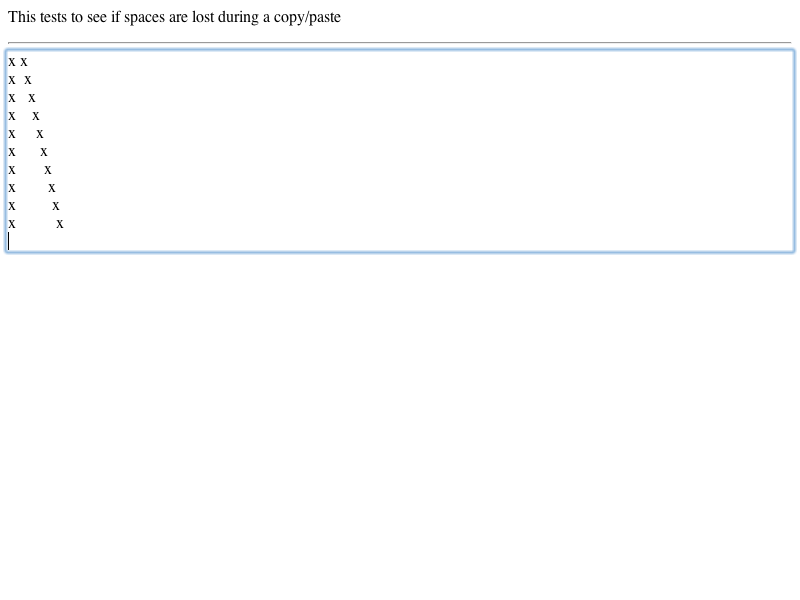 This tests to see if spaces are lost during a copy/paste
x x
x  x
x   x
x    x
x     x
x      x
x       x
x        x
x         x
x          x